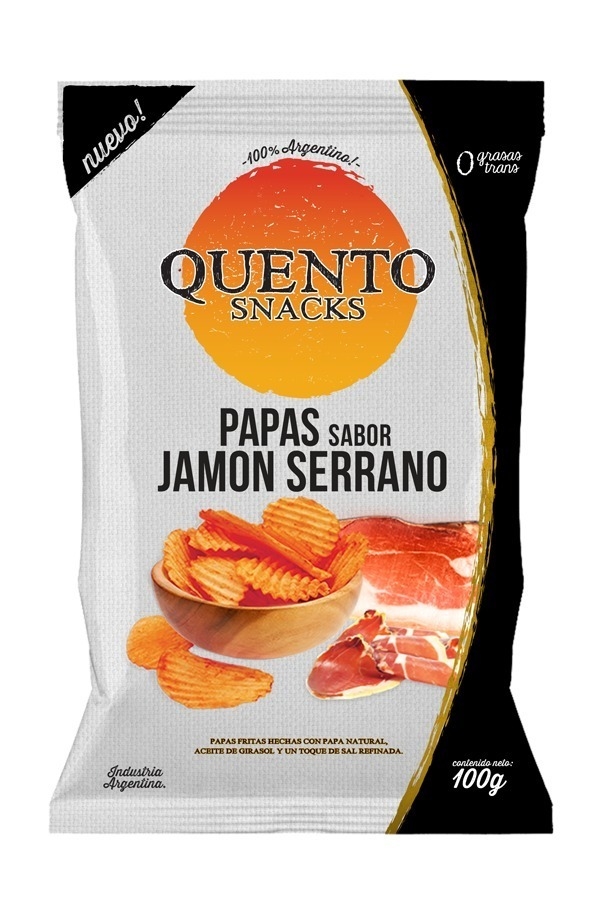 nuevo!
-100% Argentino!-
0 grasas
trans
QUENTO
SNACKS
PAPAS SABOR
JAMON SERRANO
PAPAS FRITAS HECHAS CON PAPA NATURAL,
ACEITE DE GIRASOL Y UN TOQUE DE SAL REFINADA.
Industria
Argentina.
contenido neto:
100g